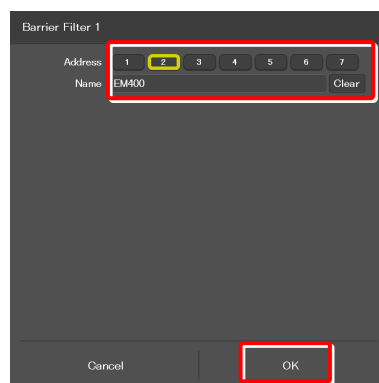 Barrier Filter 1
Address 1 2 3 4 5 6 7
Name EM400 Clear
Cancel OK